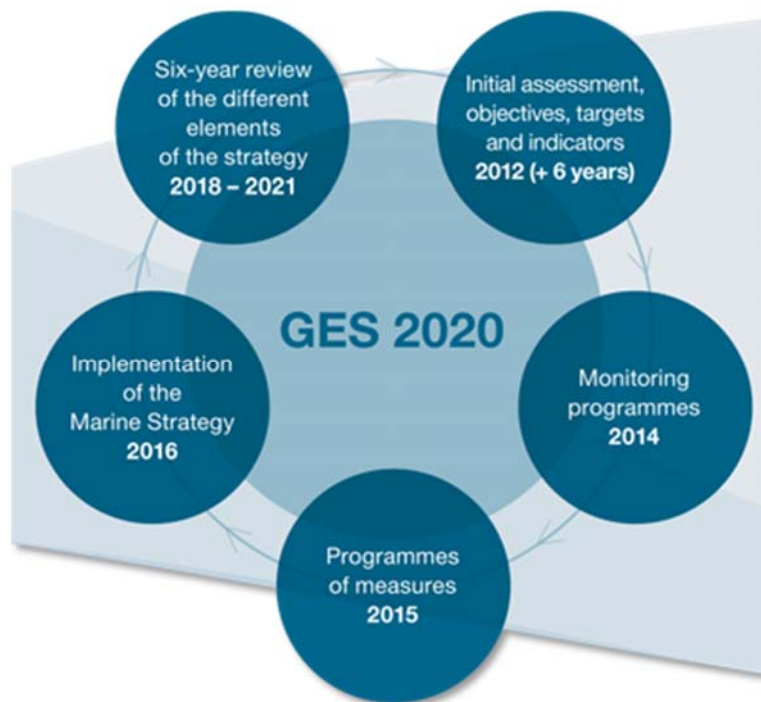 Six-year review
of the different
elements
of the strategy
2018 – 2021
Initial assessment,
objectives, targets
and indicators
2012 (+ 6 years)
GES 2020
Implementation
of the
Marine Strategy
2016
Monitoring
programmes
2014
Programmes
of measures
2015